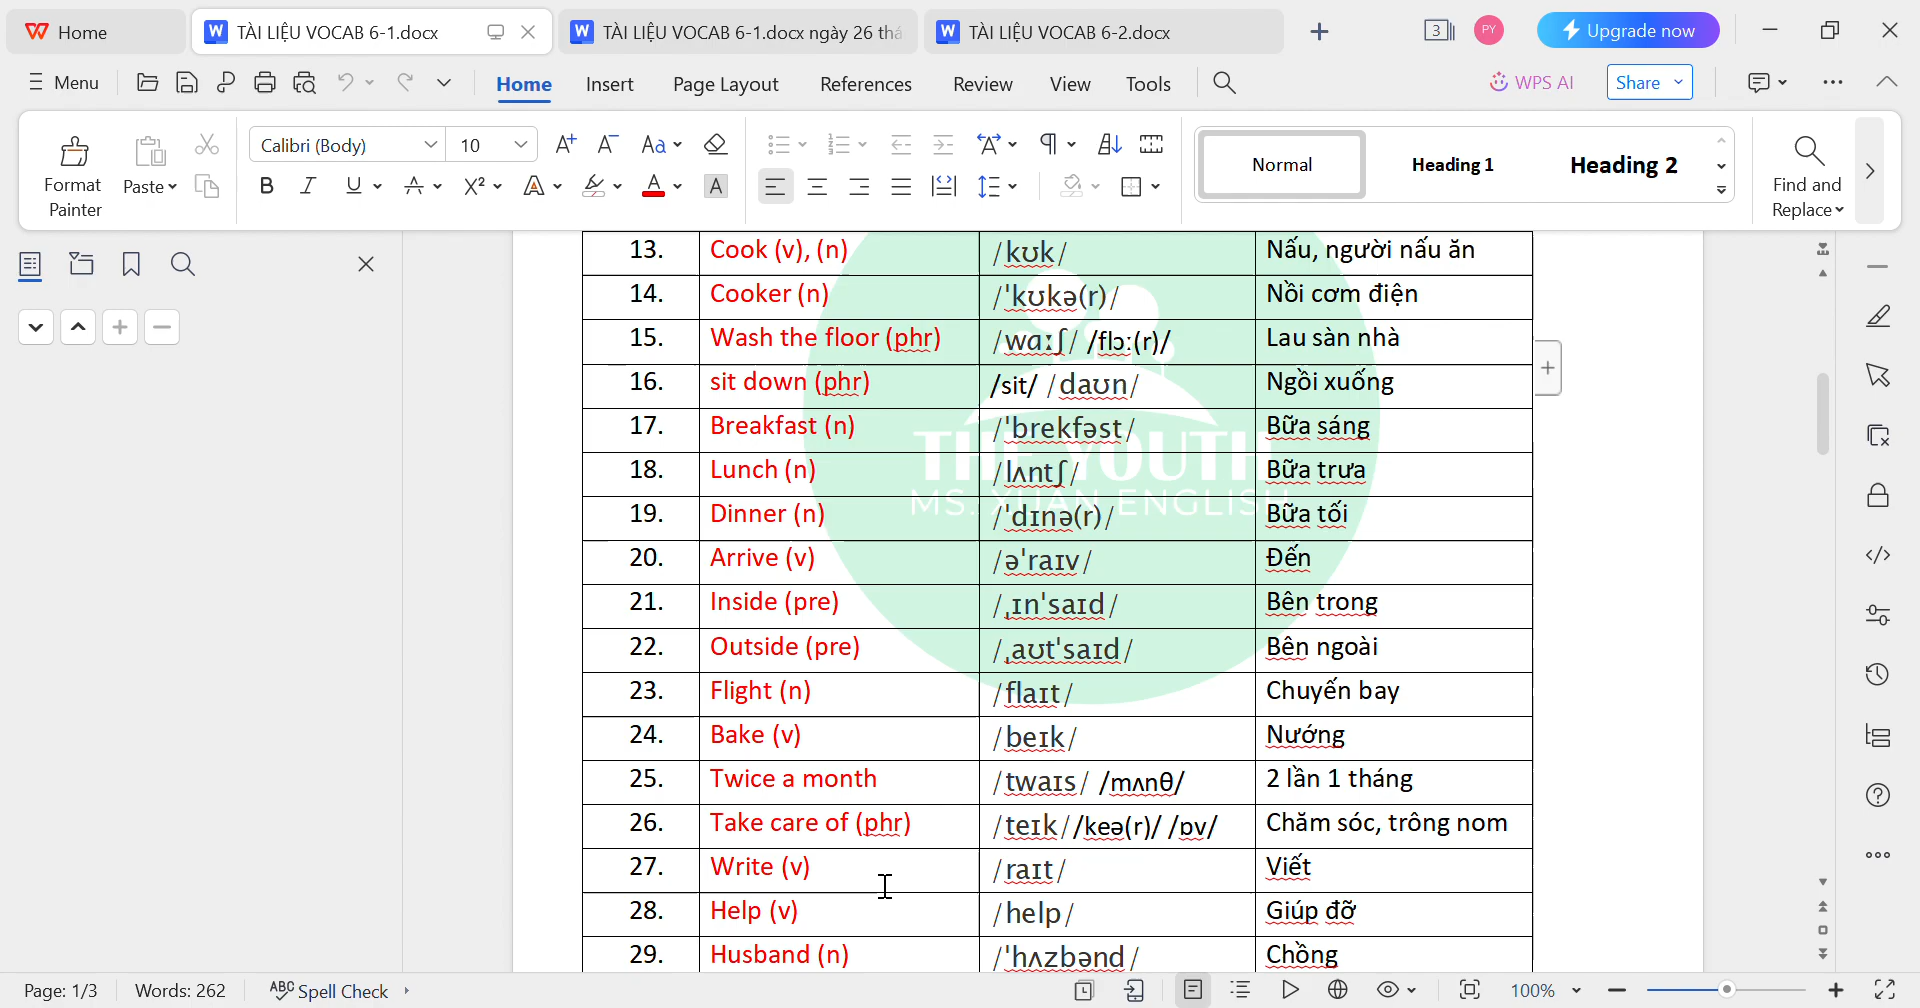 Home
TÀI LIỆU VOCAB 6-1.docx
TÀI LIỆU VOCAB 6-1.docx ngày 26 thá
TÀI LIỆU VOCAB 6-2.docx
3
PY
Upgrade now
Menu
Home
Insert
Page Layout
References
Review
View
Tools
WPS AI
Share
Format
Painter
Paste
Calibri (Body)
10
Normal
Heading 1
Heading 2
Find and
Replace
13. Cook (v), (n) /kʊk/ Nấu, người nấu ăn
14. Cooker (n) /ˈkʊkə(r)/ Nồi cơm điện
15. Wash the floor (phr) /wɑːʃ/ /flɔː(r)/ Lau sàn nhà
16. sit down (phr) /sit/ /daʊn/ Ngồi xuống
17. Breakfast (n) /ˈbrekfəst/ Bữa sáng
18. Lunch (n) /lʌntʃ/ Bữa trưa
19. Dinner (n) /ˈdɪnə(r)/ Bữa tối
20. Arrive (v) /əˈraɪv/ Đến
21. Inside (pre) /ˌɪnˈsaɪd/ Bên trong
22. Outside (pre) /ˌaʊtˈsaɪd/ Bên ngoài
23. Flight (n) /flaɪt/ Chuyến bay
24. Bake (v) /beɪk/ Nướng
25. Twice a month /twaɪs/ /mʌnθ/ 2 lần 1 tháng
26. Take care of (phr) /teɪk//keə(r)/ /ɒv/ Chăm sóc, trông nom
27. Write (v) /raɪt/ Viết
28. Help (v) /help/ Giúp đỡ
29. Husband (n) /ˈhʌzbənd/ Chồng
THE YOUTH
MS. XUAN ENGLISH
Page: 1/3
Words: 262
Spell Check
100%